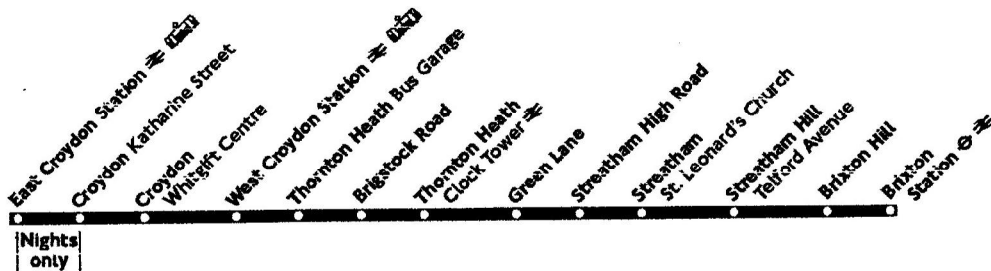 East Croydon Station
Croydon Katharine Street
Croydon
Whitgift Centre
West Croydon Station
Thornton Heath Bus Garage
Brigstock Road
Thornton Heath
Clock Tower
Green Lane
Streatham High Road
Streatham
St. Leonard's Church
Streatham Hill
Telford Avenue
Brixton Hill
Brixton
Station
Nights
only